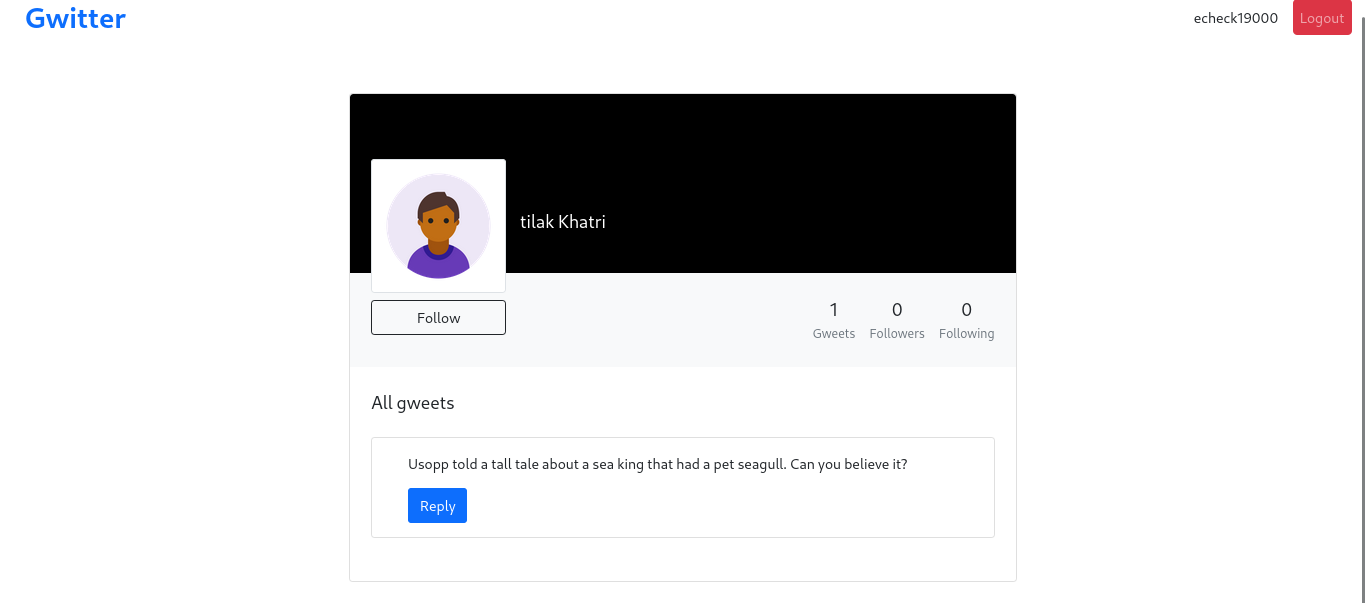 Gwitter
echeck19000 Logout
tilak Khatri
Follow
1 0 0
Gweets Followers Following
All gweets
Usopp told a tall tale about a sea king that had a pet seagull. Can you believe it?
Reply